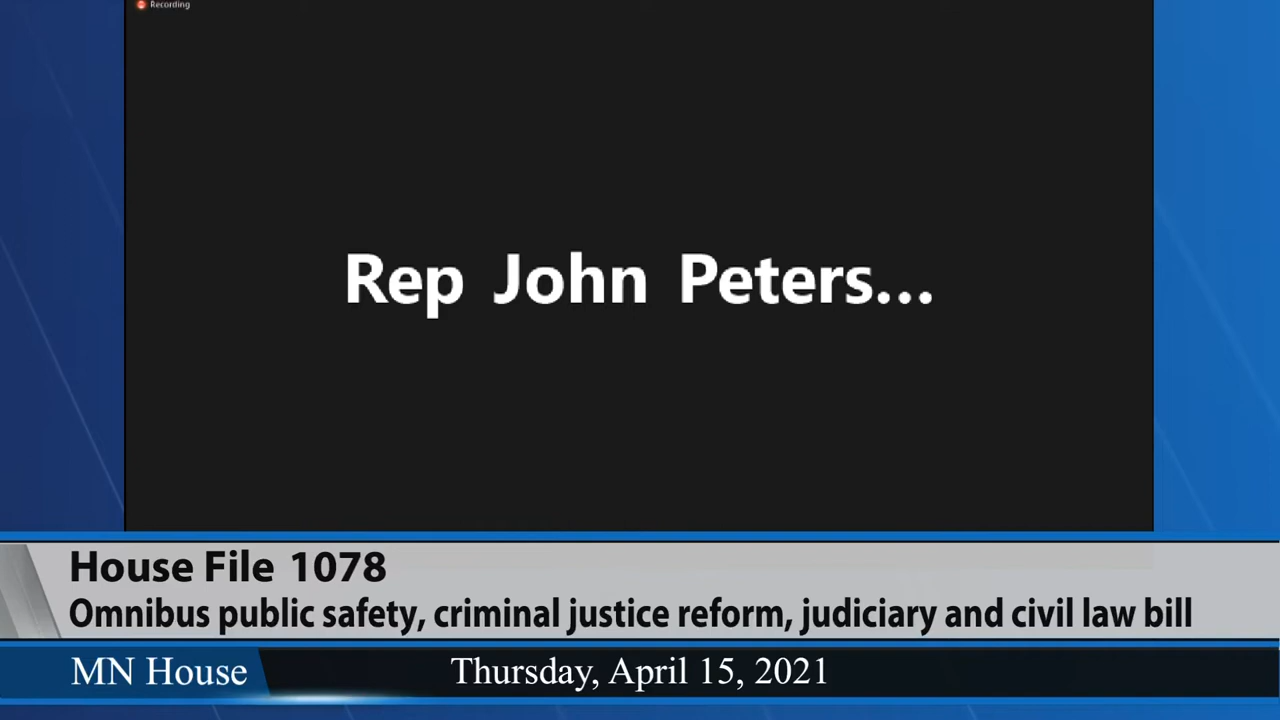 Recording
Rep John Peters...
House File 1078
Omnibus public safety, criminal justice reform, judiciary and civil law bill
MN House
Thursday, April 15, 2021